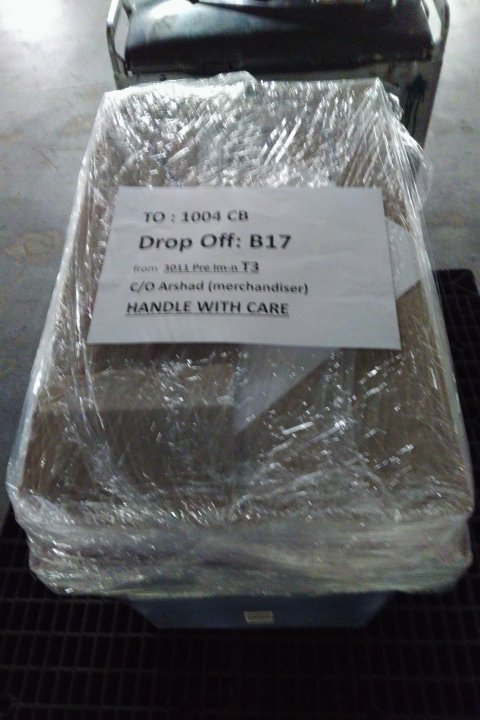 TO : 1004 CB
Drop Off: B17
from 3011 Pre Im-n T3
C/O Arshad (merchandiser)
HANDLE WITH CARE